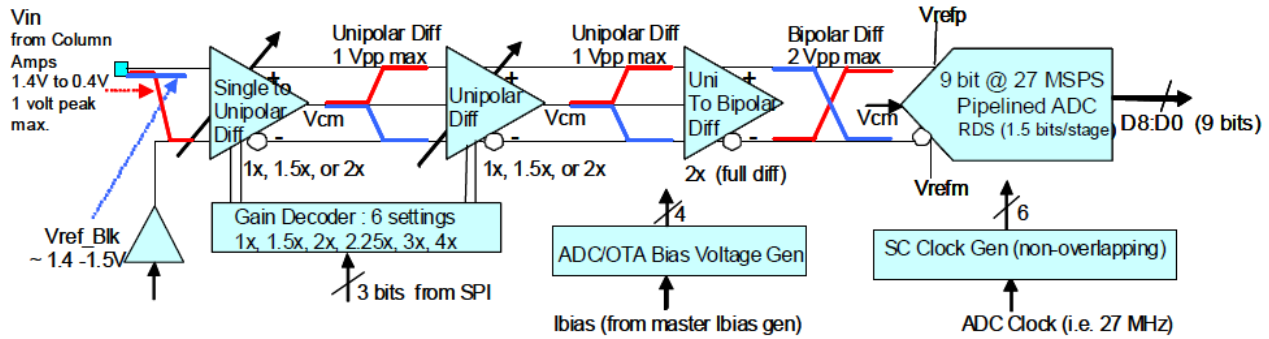 Vin
from Column
Amps
1.4V to 0.4V
1 volt peak
max.
Single to
Unipolar
Diff
+
-
1x, 1.5x, or 2x
Unipolar Diff
1 Vpp max
Vcm
Unipolar
Diff
+
-
1x, 1.5x, or 2x
Unipolar Diff
1 Vpp max
Vcm
Uni
To Bipolar
Diff
+
-
2x (full diff)
Bipolar Diff
2 Vpp max
Vcm
Vrefp
9 bit @ 27 MSPS
Pipelined ADC
RDS (1.5 bits/stage)
Vrefm
D8:D0 (9 bits)
Vref_Blk
~ 1.4 -1.5V
Gain Decoder : 6 settings
1x, 1.5x, 2x, 2.25x, 3x, 4x
3 bits from SPI
4
ADC/OTA Bias Voltage Gen
Ibias (from master Ibias gen)
6
SC Clock Gen (non-overlapping)
ADC Clock (i.e. 27 MHz)